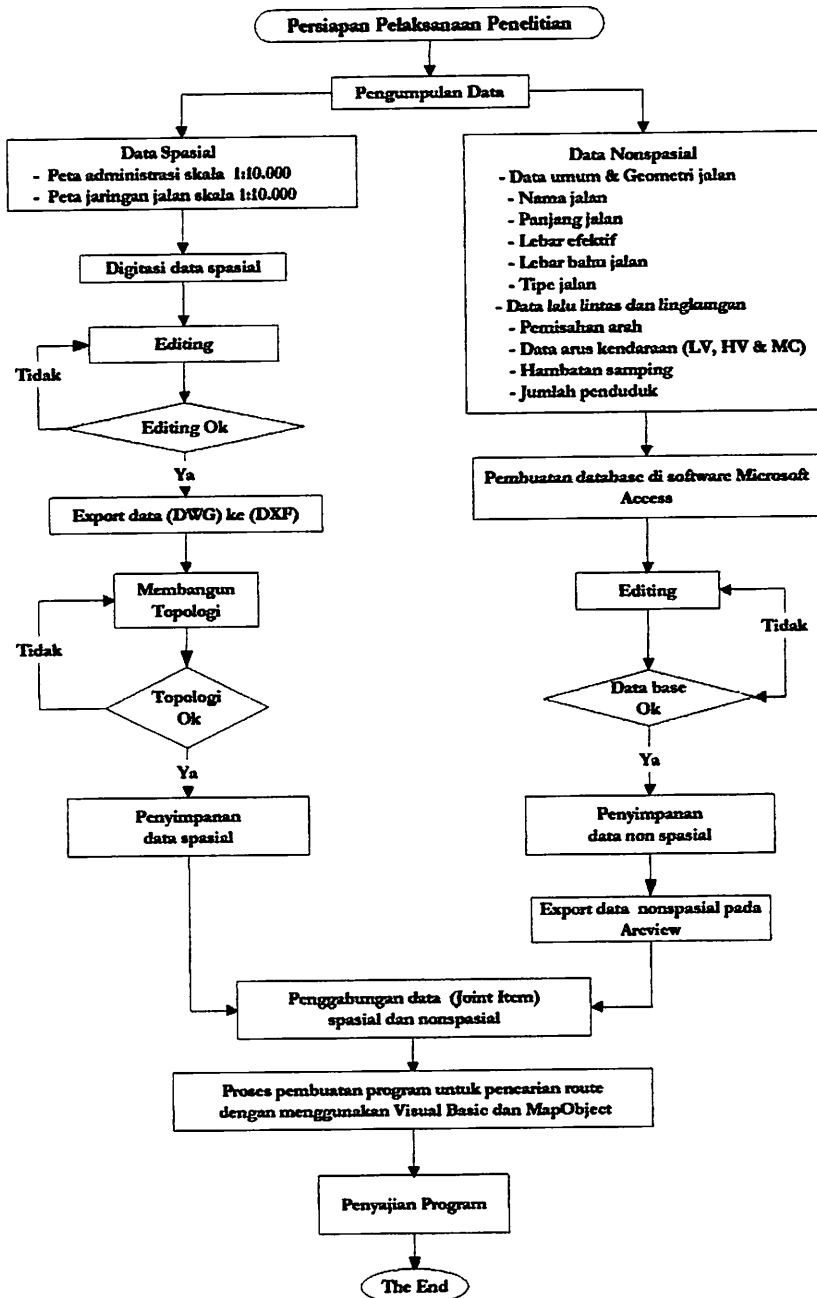 Persiapan Pelaksanaan Penelitian
Pengumpulan Data
Data Spasial
- Peta administrasi skala 1:10.000
- Peta jaringan jalan skala 1:10.000
Digitasi data spasial
Editing
Tidak
Editing Ok
Ya
Export data (DWG) ke (DXF)
Membangun
Topologi
Tidak
Topologi
Ok
Ya
Penyimpanan
data spasial
Data Nonspasial
- Data umum & Geometri jalan
- Nama jalan
- Panjang jalan
- Lebar efektif
- Lebar bahu jalan
- Tipe jalan
- Data lalu lintas dan lingkungan
- Pemisahan arah
- Data arus kendaraan (LV, HV & MC)
- Hambatan samping
- Jumlah penduduk
Pembuatan database di software Microsoft
Access
Editing
Tidak
Data base
Ok
Ya
Penyimpanan
data non spasial
Export data nonspasial pada
Arcview
Penggabungan data (Joint Item)
spasial dan nonspasial
Proses pembuatan program untuk pencarian route
dengan menggunakan Visual Basic dan MapObject
Penyajian Program
The End